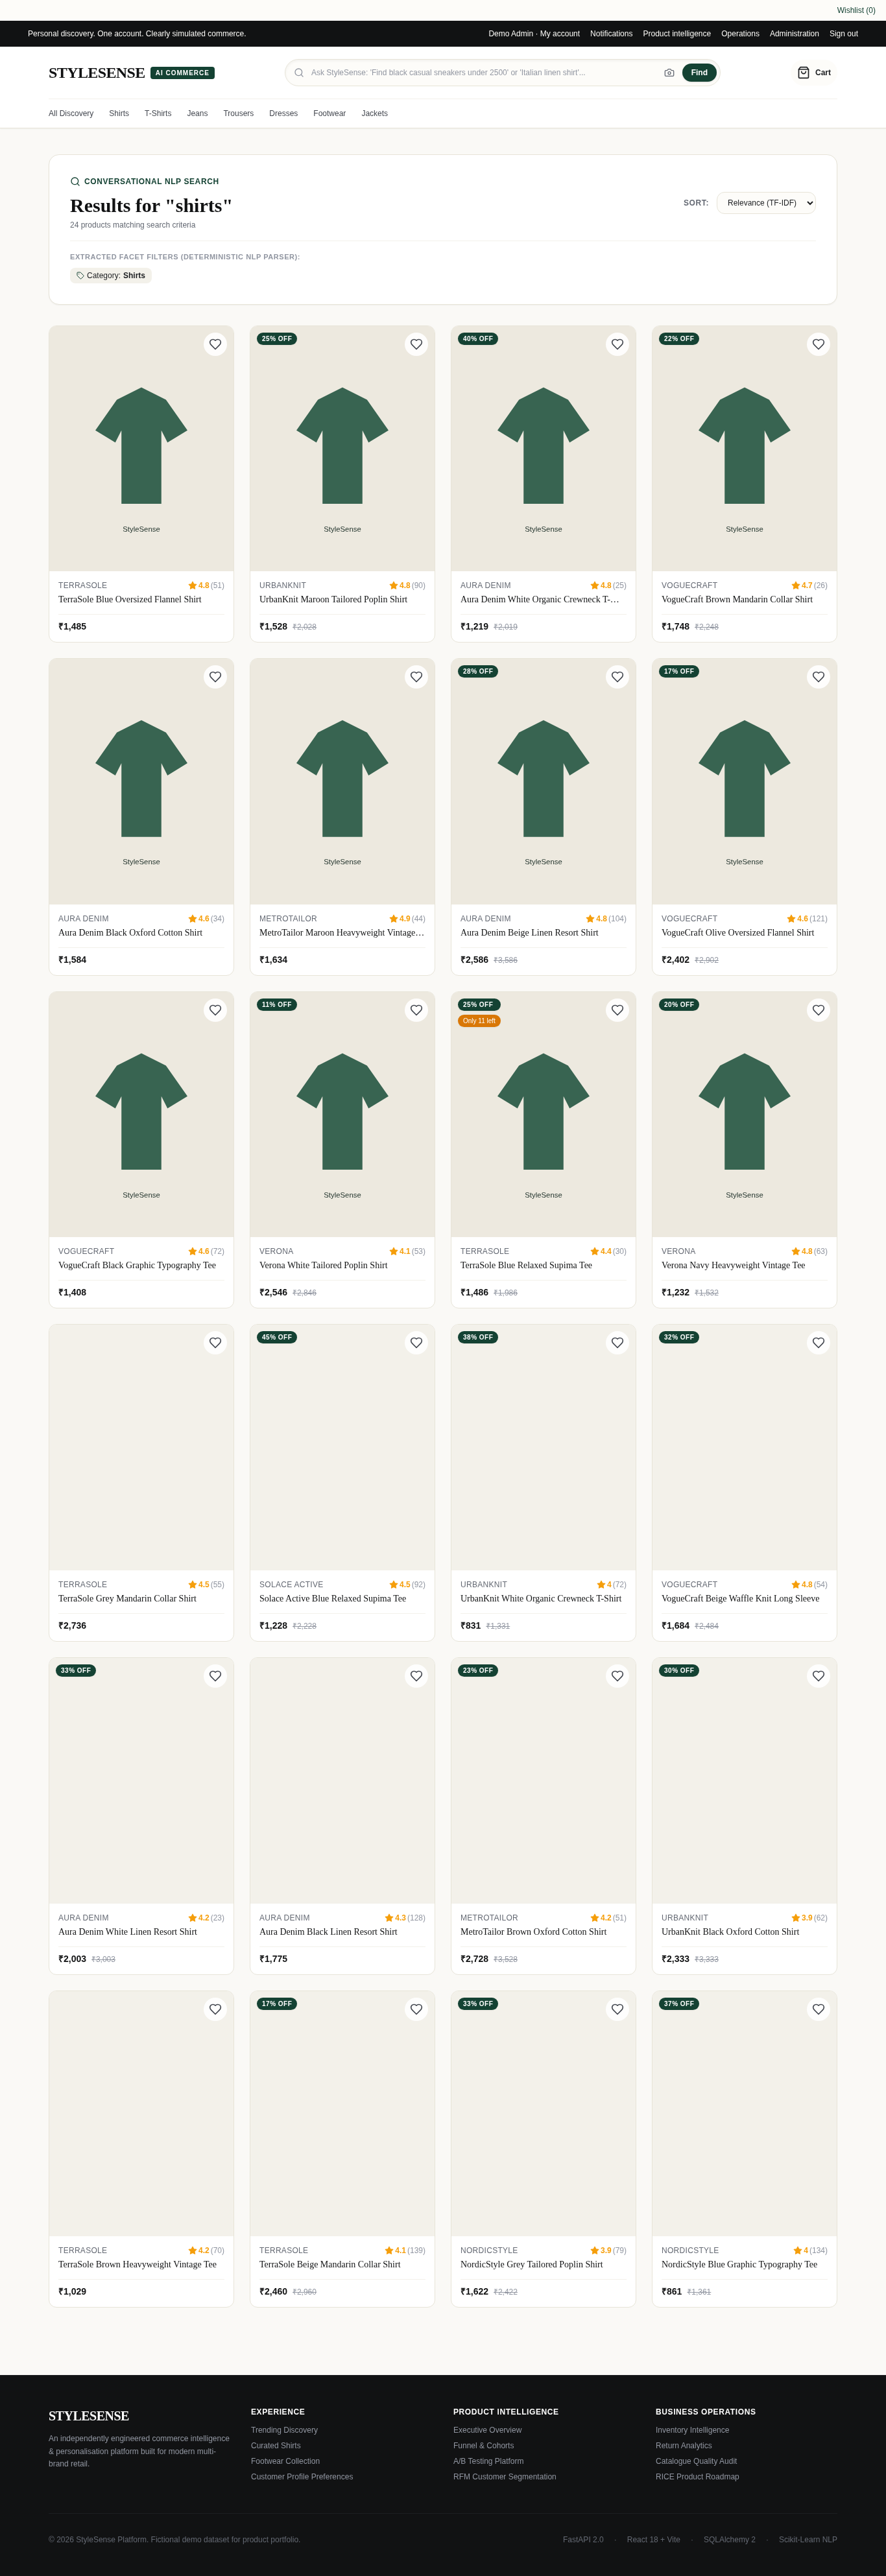 Wishlist (0)
Personal discovery. One account. Clearly simulated commerce.
Demo Admin · My account Notifications Product intelligence Operations Administration Sign out
STYLESENSE AI COMMERCE
Ask StyleSense: 'Find black casual sneakers under 2500' or 'Italian linen shirt'...
Find
Cart
All Discovery Shirts T-Shirts Jeans Trousers Dresses Footwear Jackets
CONVERSATIONAL NLP SEARCH
Results for "shirts"
24 products matching search criteria
SORT: Relevance (TF-IDF)
EXTRACTED FACET FILTERS (DETERMINISTIC NLP PARSER):
Category: Shirts
StyleSense
TERRASOLE 4.8 (51)
TerraSole Blue Oversized Flannel Shirt
₹1,485
25% OFF
StyleSense
URBANKNIT 4.8 (90)
UrbanKnit Maroon Tailored Poplin Shirt
₹1,528 ₹2,028
40% OFF
StyleSense
AURA DENIM 4.8 (25)
Aura Denim White Organic Crewneck T-...
₹1,219 ₹2,019
22% OFF
StyleSense
VOGUECRAFT 4.7 (26)
VogueCraft Brown Mandarin Collar Shirt
₹1,748 ₹2,248
StyleSense
AURA DENIM 4.6 (34)
Aura Denim Black Oxford Cotton Shirt
₹1,584
StyleSense
METROTAILOR 4.9 (44)
MetroTailor Maroon Heavyweight Vintage...
₹1,634
28% OFF
StyleSense
AURA DENIM 4.8 (104)
Aura Denim Beige Linen Resort Shirt
₹2,586 ₹3,586
17% OFF
StyleSense
VOGUECRAFT 4.6 (121)
VogueCraft Olive Oversized Flannel Shirt
₹2,402 ₹2,902
StyleSense
VOGUECRAFT 4.6 (72)
VogueCraft Black Graphic Typography Tee
₹1,408
11% OFF
StyleSense
VERONA 4.1 (53)
Verona White Tailored Poplin Shirt
₹2,546 ₹2,846
25% OFF
Only 11 left
StyleSense
TERRASOLE 4.4 (30)
TerraSole Blue Relaxed Supima Tee
₹1,486 ₹1,986
20% OFF
StyleSense
VERONA 4.8 (63)
Verona Navy Heavyweight Vintage Tee
₹1,232 ₹1,532
TERRASOLE 4.5 (55)
TerraSole Grey Mandarin Collar Shirt
₹2,736
45% OFF
SOLACE ACTIVE 4.5 (92)
Solace Active Blue Relaxed Supima Tee
₹1,228 ₹2,228
38% OFF
URBANKNIT 4 (72)
UrbanKnit White Organic Crewneck T-Shirt
₹831 ₹1,331
32% OFF
VOGUECRAFT 4.8 (54)
VogueCraft Beige Waffle Knit Long Sleeve
₹1,684 ₹2,484
33% OFF
AURA DENIM 4.2 (23)
Aura Denim White Linen Resort Shirt
₹2,003 ₹3,003
AURA DENIM 4.3 (128)
Aura Denim Black Linen Resort Shirt
₹1,775
23% OFF
METROTAILOR 4.2 (51)
MetroTailor Brown Oxford Cotton Shirt
₹2,728 ₹3,528
30% OFF
URBANKNIT 3.9 (62)
UrbanKnit Black Oxford Cotton Shirt
₹2,333 ₹3,333
TERRASOLE 4.2 (70)
TerraSole Brown Heavyweight Vintage Tee
₹1,029
17% OFF
TERRASOLE 4.1 (139)
TerraSole Beige Mandarin Collar Shirt
₹2,460 ₹2,960
33% OFF
NORDICSTYLE 3.9 (79)
NordicStyle Grey Tailored Poplin Shirt
₹1,622 ₹2,422
37% OFF
NORDICSTYLE 4 (134)
NordicStyle Blue Graphic Typography Tee
₹861 ₹1,361
STYLESENSE
An independently engineered commerce intelligence
& personalisation platform built for modern multi-
brand retail.
EXPERIENCE
Trending Discovery
Curated Shirts
Footwear Collection
Customer Profile Preferences
PRODUCT INTELLIGENCE
Executive Overview
Funnel & Cohorts
A/B Testing Platform
RFM Customer Segmentation
BUSINESS OPERATIONS
Inventory Intelligence
Return Analytics
Catalogue Quality Audit
RICE Product Roadmap
© 2026 StyleSense Platform. Fictional demo dataset for product portfolio.
FastAPI 2.0 · React 18 + Vite · SQLAlchemy 2 · Scikit-Learn NLP